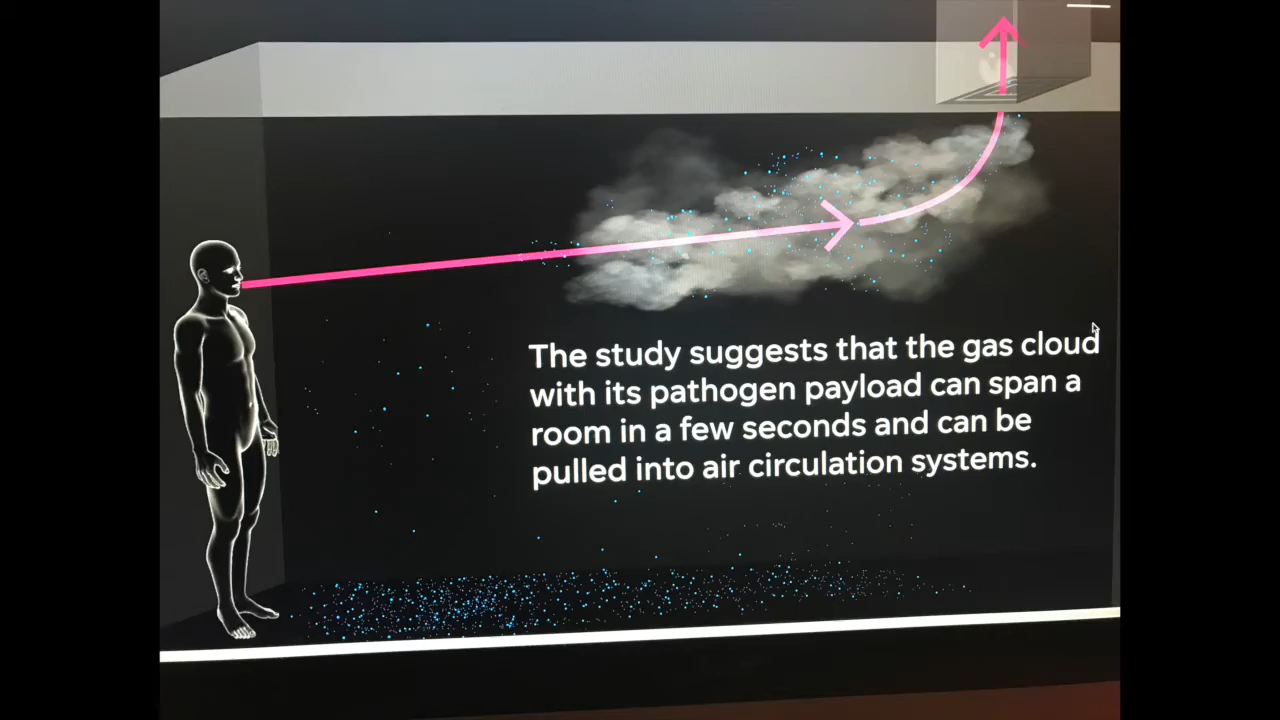 The study suggests that the gas cloud
with its pathogen payload can span a
room in a few seconds and can be
pulled into air circulation systems.